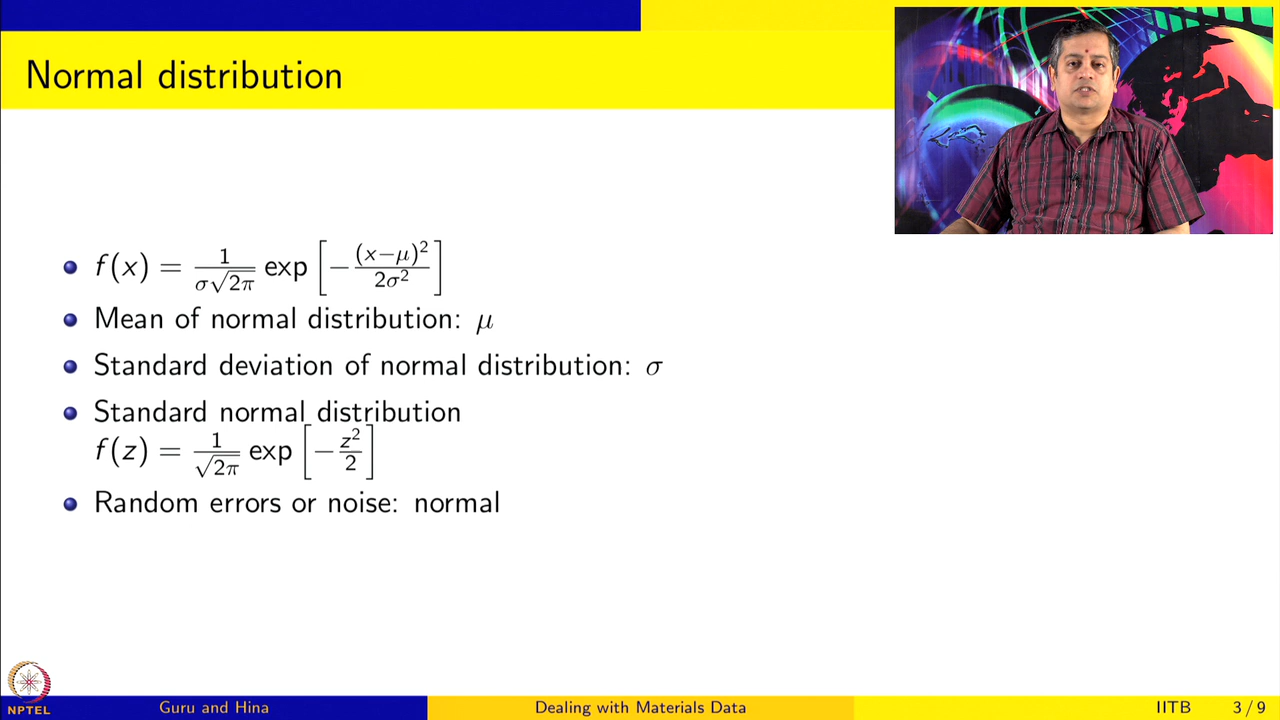 Normal distribution
f(x) = 1/(σ√2π) exp[−(x−μ)²/2σ²]
Mean of normal distribution: μ
Standard deviation of normal distribution: σ
Standard normal distribution
f(z) = 1/√2π exp[−z²/2]
Random errors or noise: normal
NPTEL
Guru and Hina
Dealing with Materials Data
IITB
3 / 9